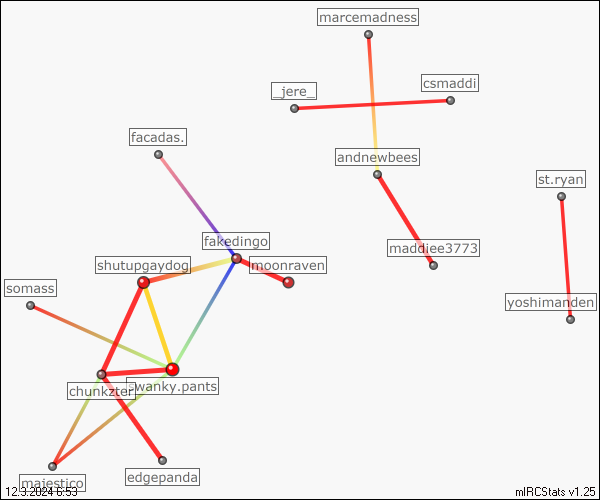 marcemadness
csmaddi
_jere_
facadas.
andnewbees
st.ryan
fakedingo
maddiee3773
shutupgaydog
moonraven
somass
yoshimanden
swanky.pants
chunkzter
edgepanda
majestico
12.3.2024 6:53
mIRCStats v1.25